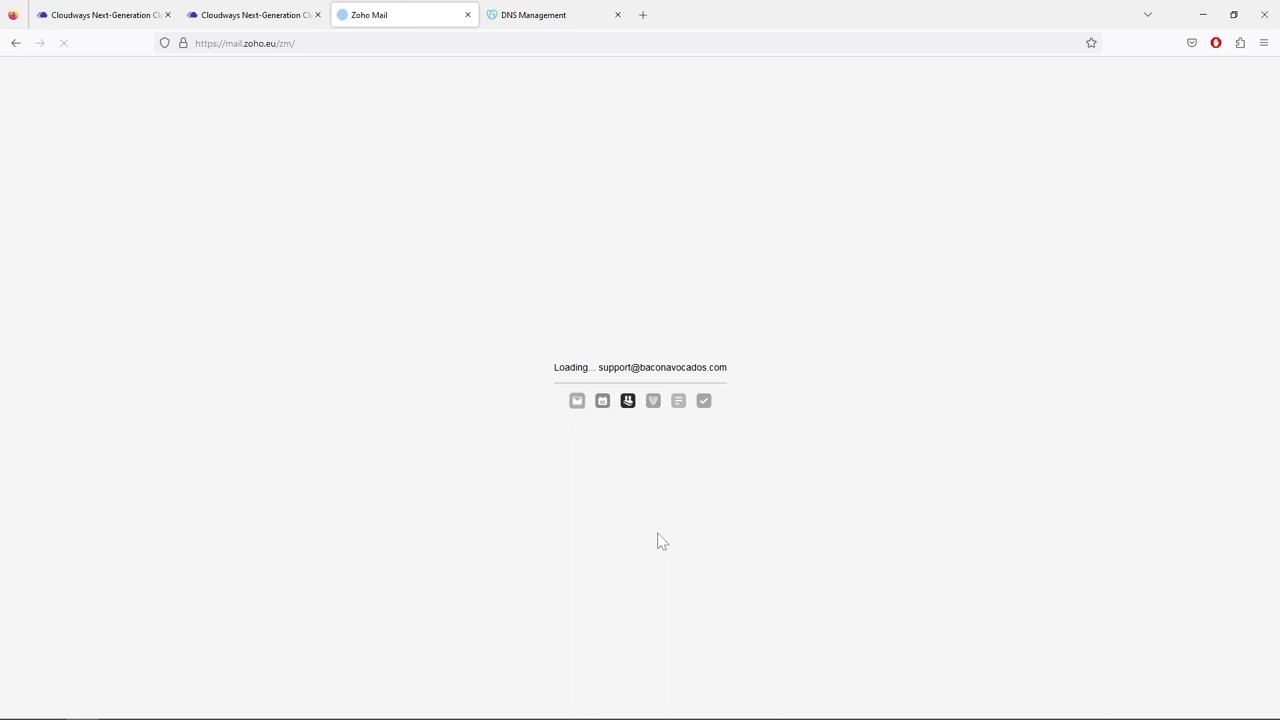 Cloudways Next-Generation Cl
Cloudways Next-Generation Cl
Zoho Mail
DNS Management
https://mail.zoho.eu/zm/
Loading... support@baconavocados.com